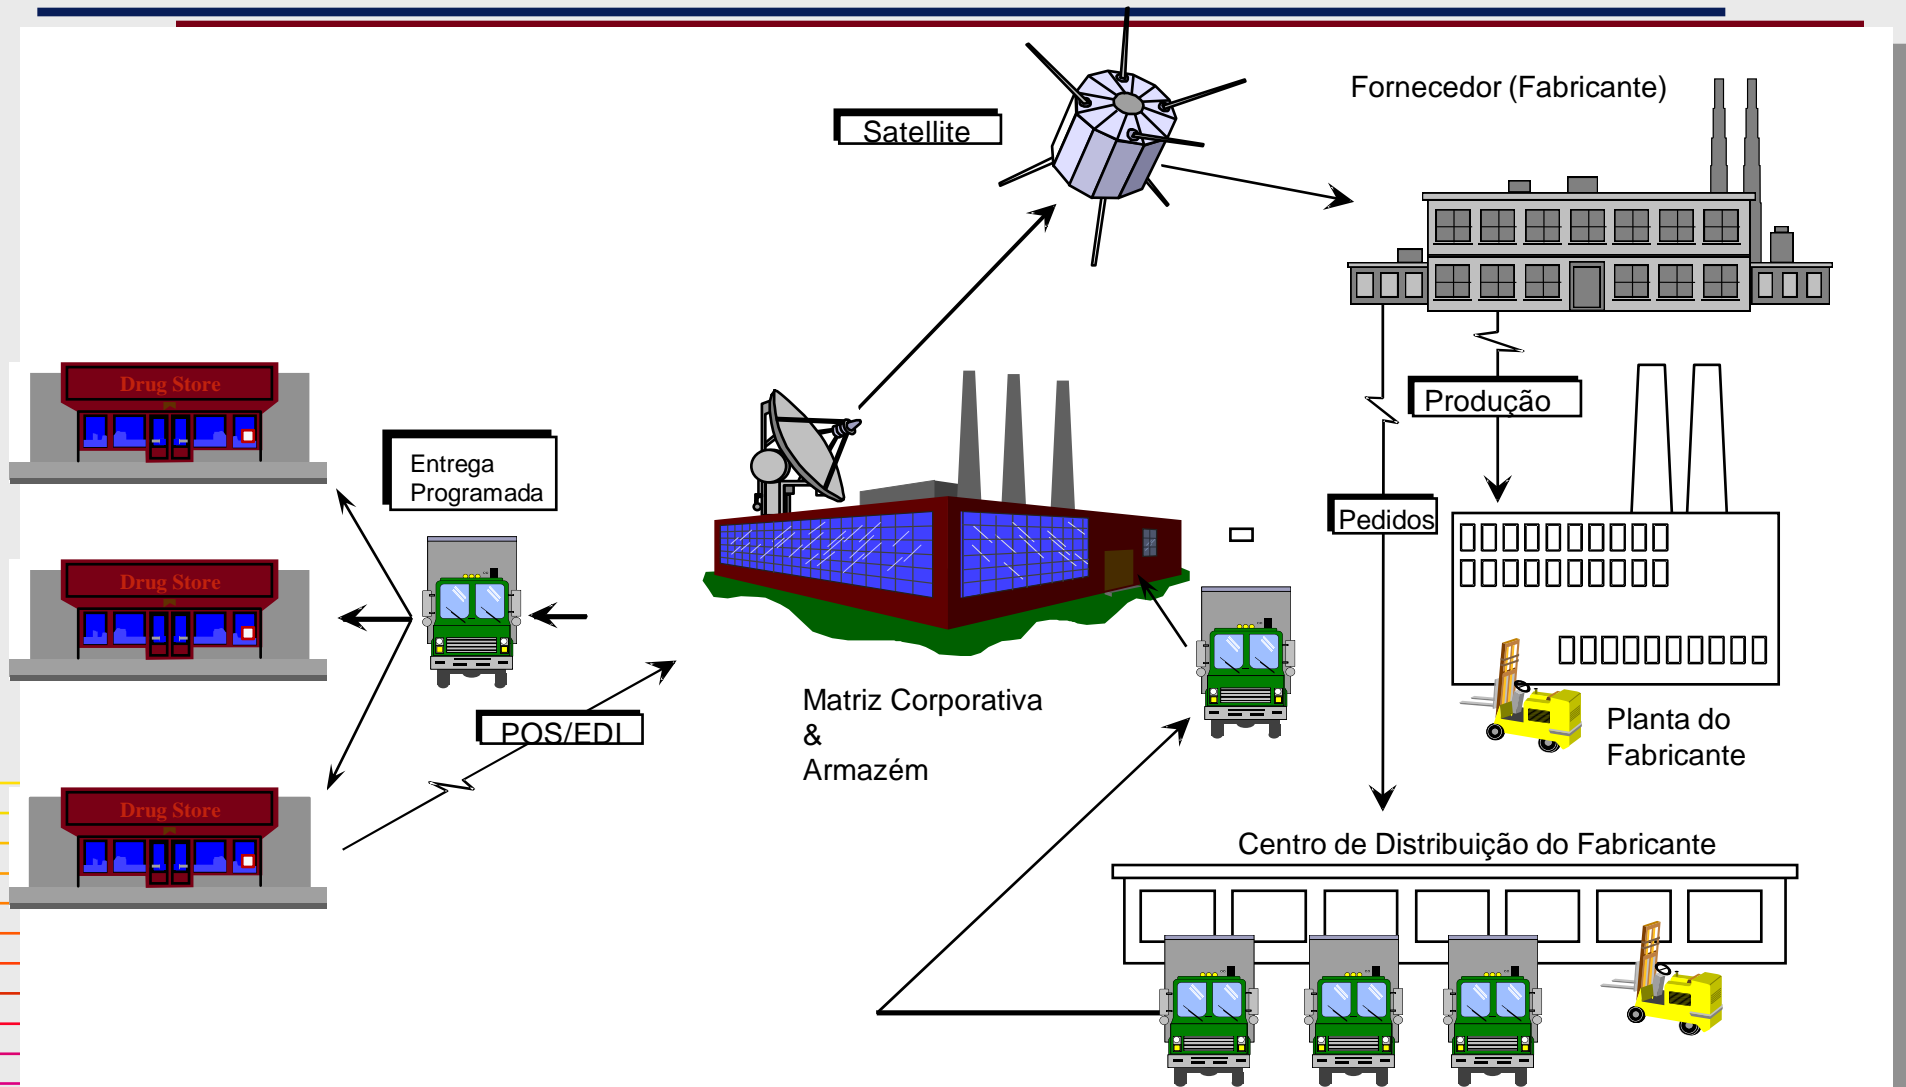 Satellite
Fornecedor (Fabricante)
Drug Store
Entrega
Programada
Produção
Pedidos
Drug Store
POS/EDI
Matriz Corporativa
&
Armazém
Planta do
Fabricante
Drug Store
Centro de Distribuição do Fabricante